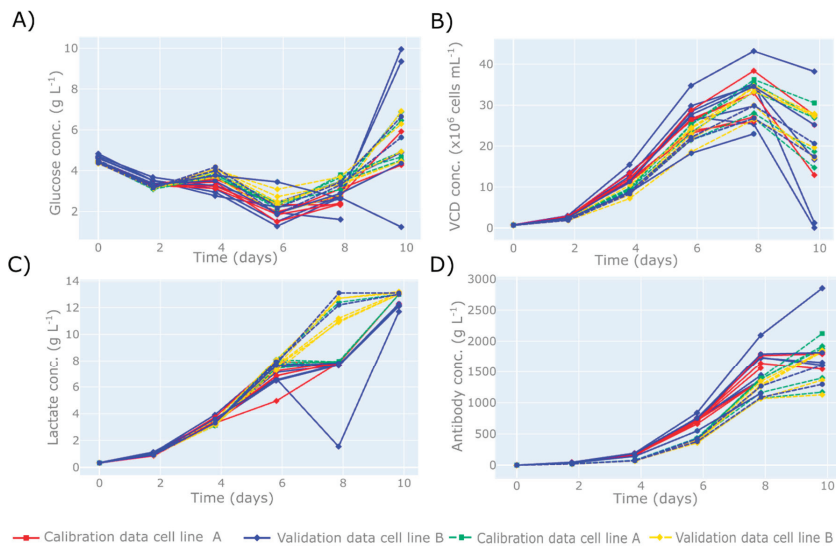 A)
Glucose conc. (g L⁻¹)
10
8
6
4
2
0 2 4 6 8 10
Time (days)
B)
VCD conc. (x10⁶ cells mL⁻¹)
40
30
20
10
0
0 2 4 6 8 10
Time (days)
C)
Lactate conc. (g L⁻¹)
14
12
10
8
6
4
2
0
0 2 4 6 8 10
Time (days)
D)
Antibody conc. (g L⁻¹)
3000
2500
2000
1500
1000
500
0
0 2 4 6 8 10
Time (days)
Calibration data cell line A Validation data cell line B Calibration data cell line A Validation data cell line B